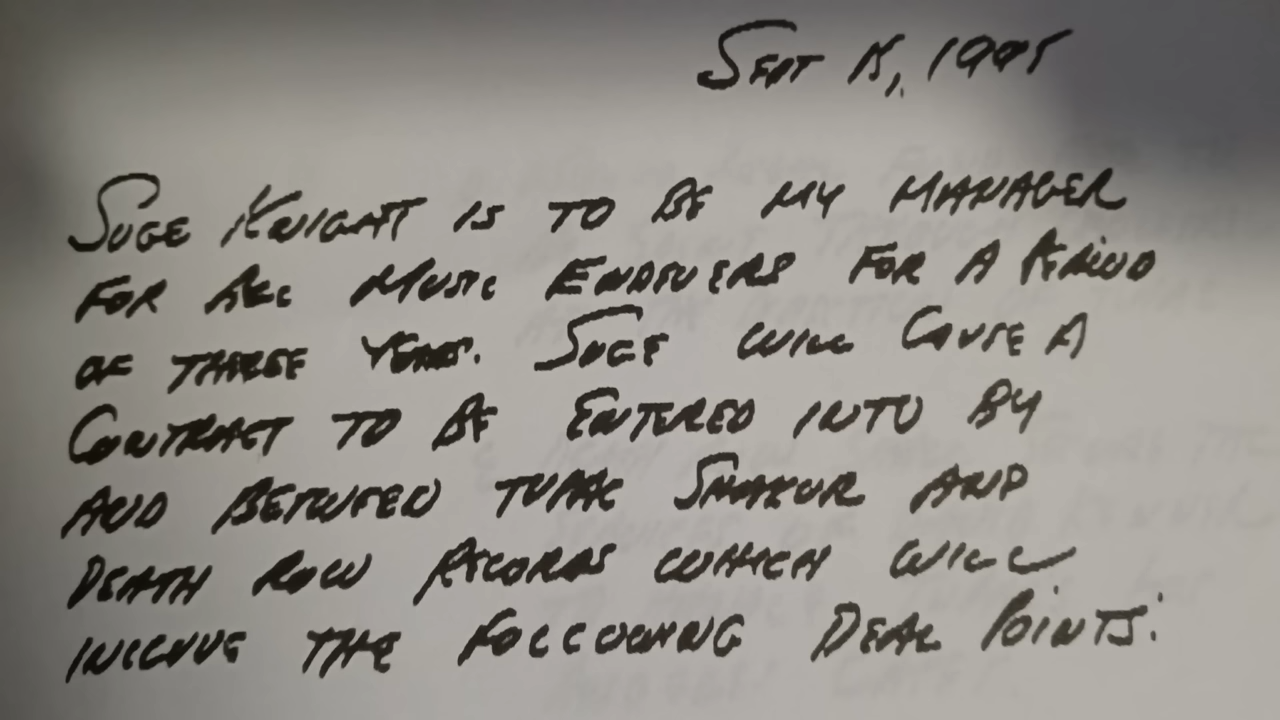 SEPT 15, 1995
SUGE KNIGHT IS TO BE MY MANAGER
FOR ALL MUSIC ENDEVERS FOR A PERIOD
OF THREE YEARS. SUGE WILL CAUSE A
CONTRACT TO BE ENTERED INTO BY
AND BETWEEN TUPAC SHAKUR AND
DEATH ROW RECORDS WHICH WILL
INCLUDE THE FOLLOWING DEAL POINTS: